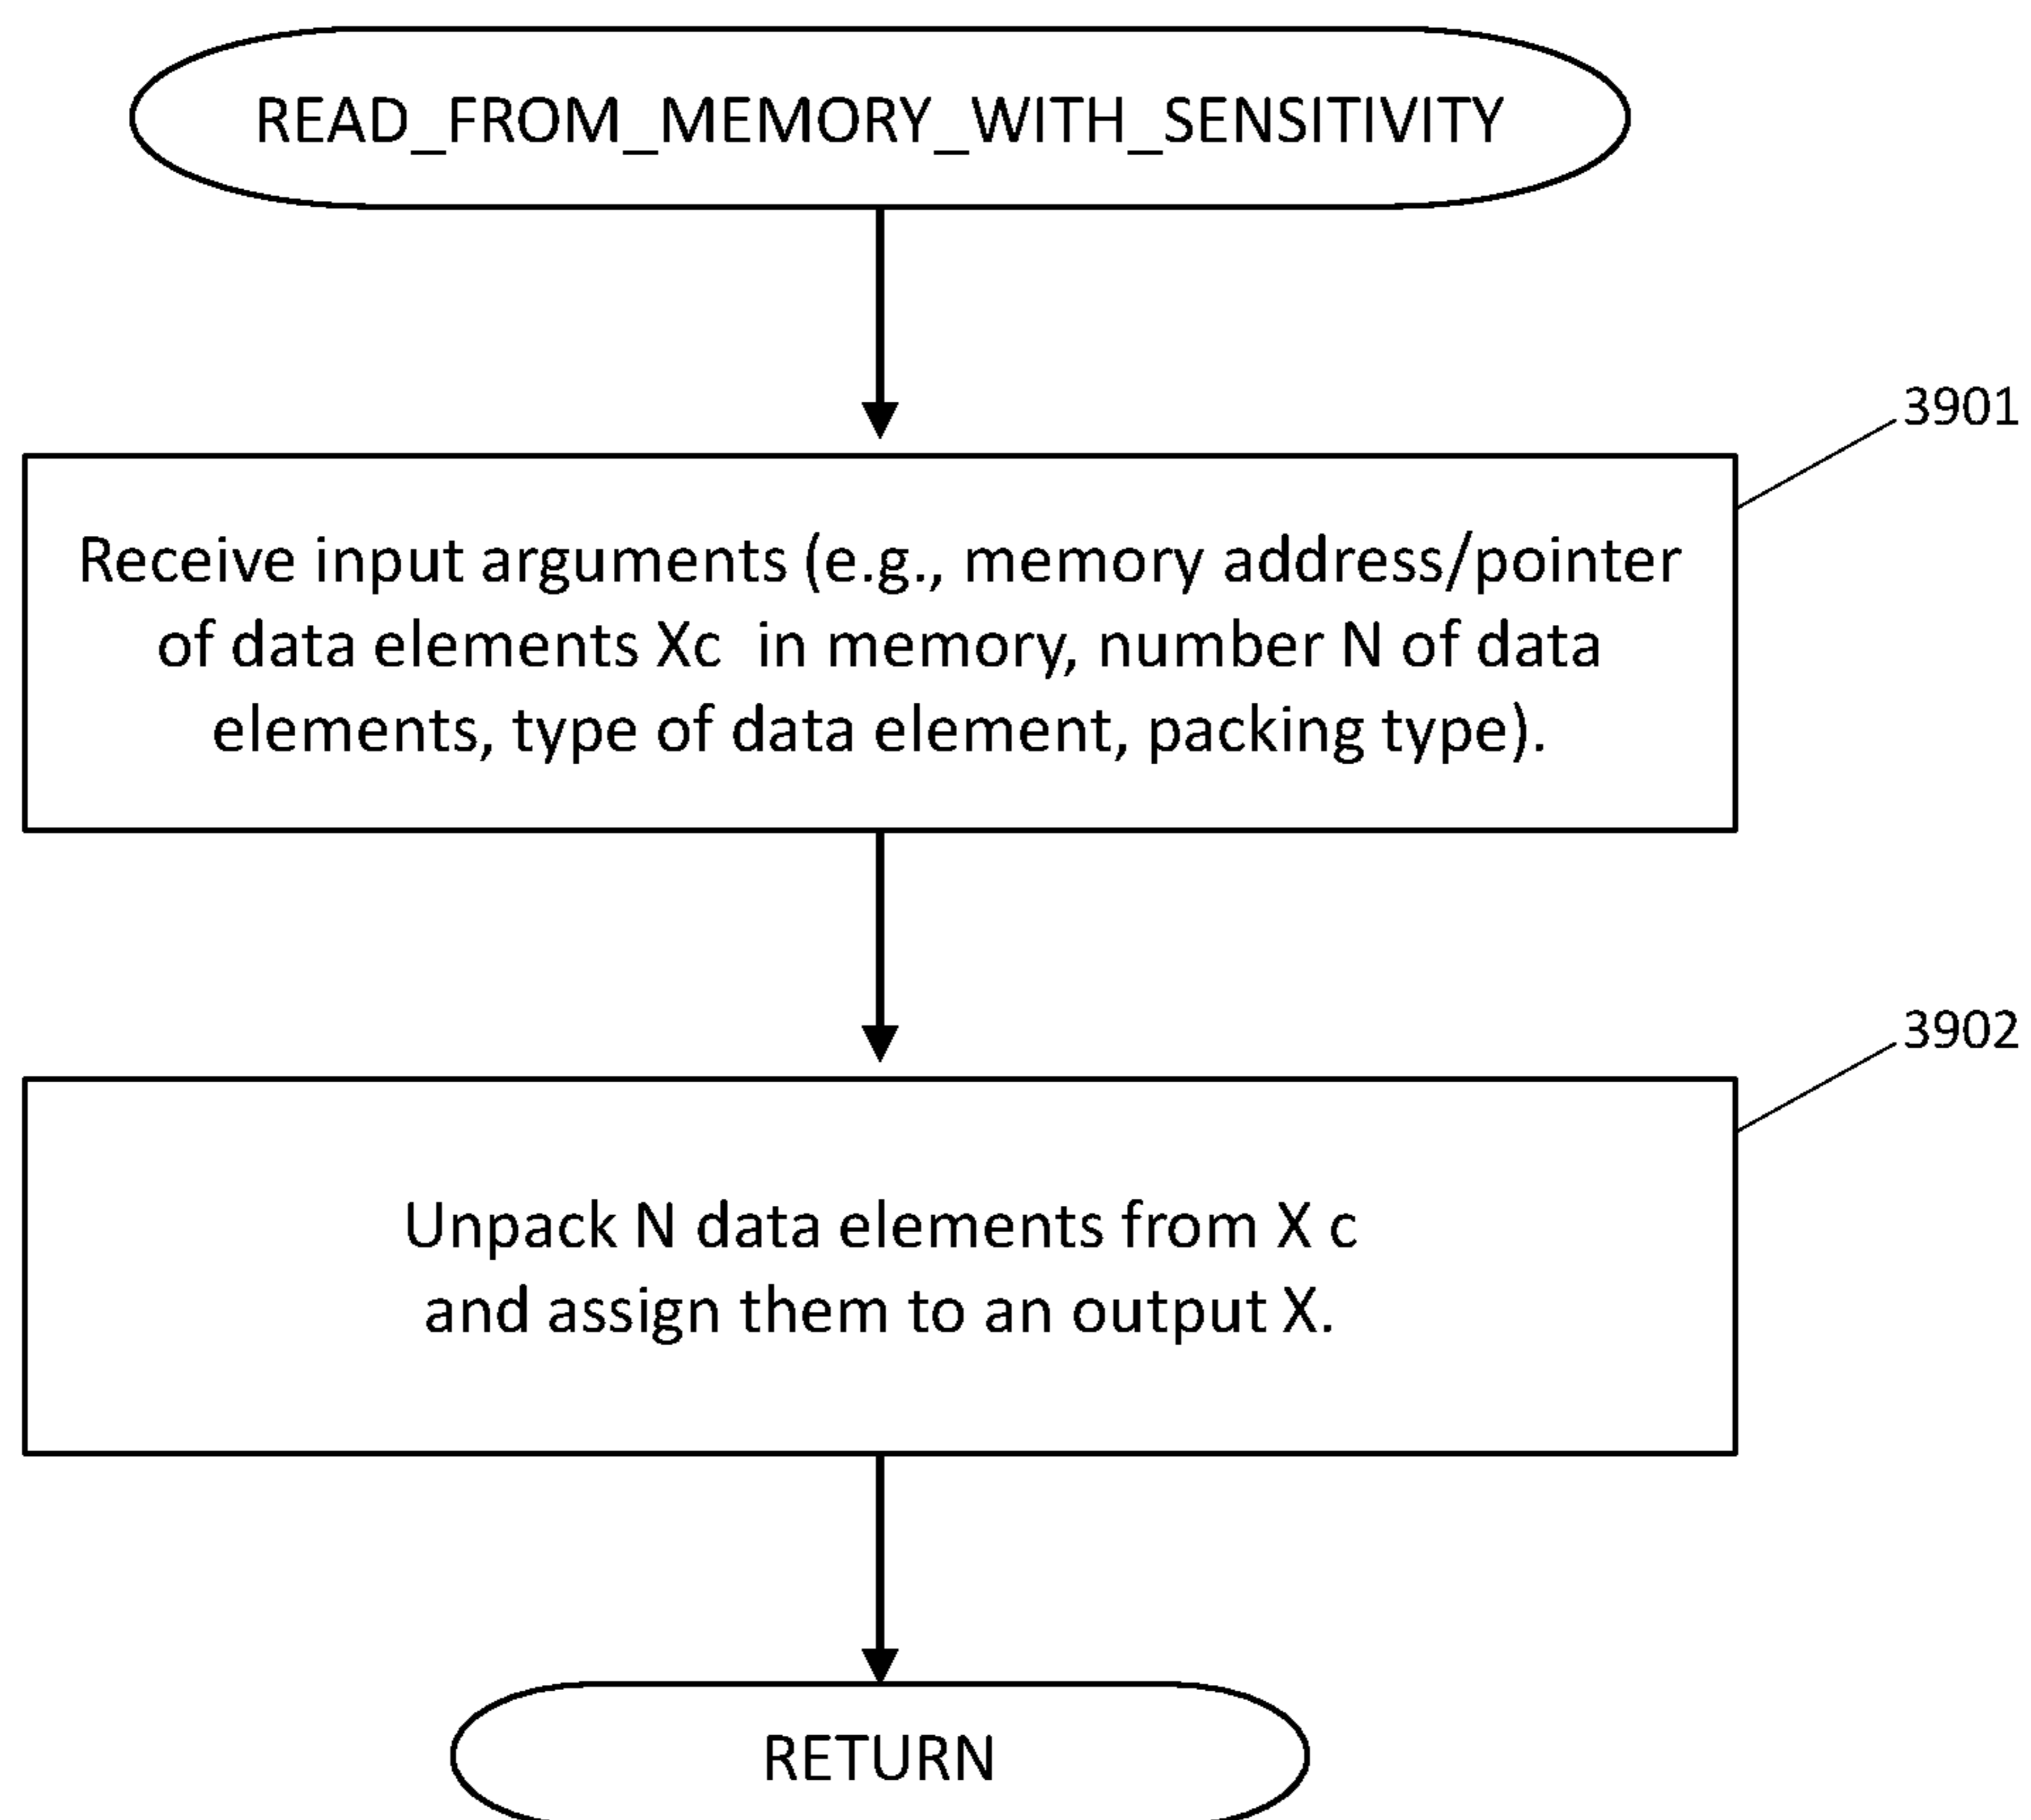 READ_FROM_MEMORY_WITH_SENSITIVITY
3901
Receive input arguments (e.g., memory address/pointer
of data elements Xc in memory, number N of data
elements, type of data element, packing type).
3902
Unpack N data elements from X c
and assign them to an output X.
RETURN